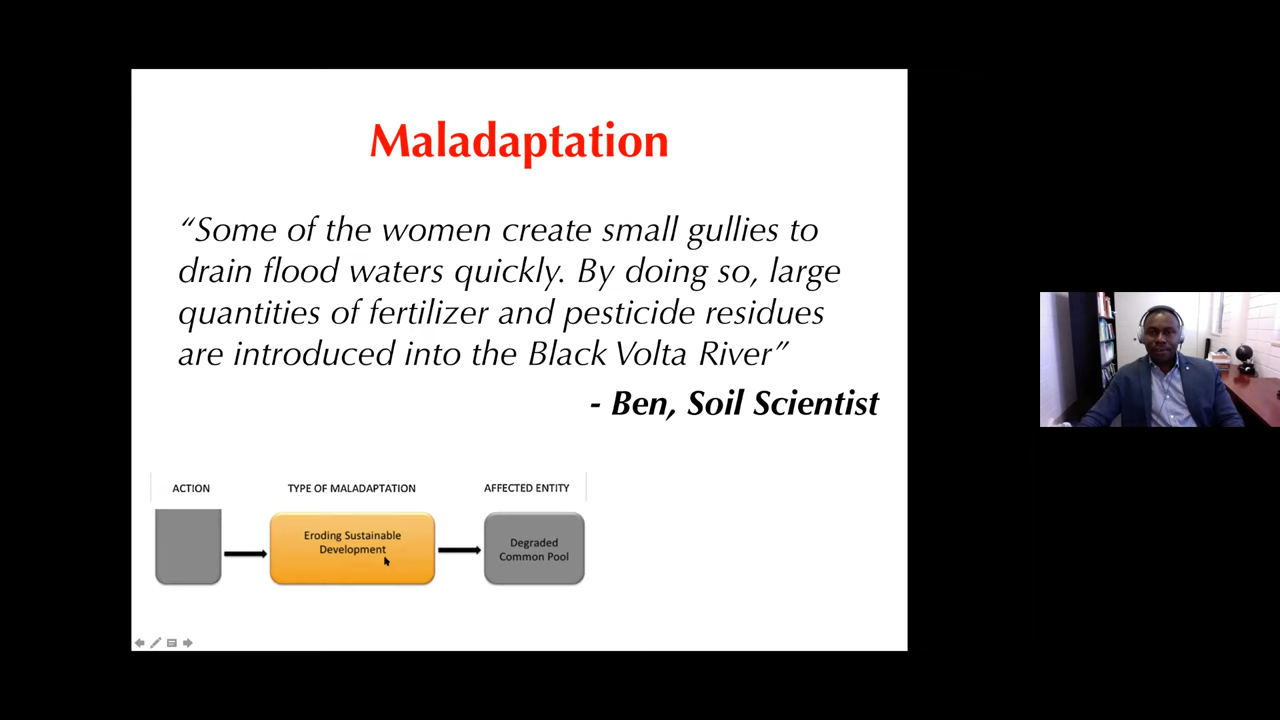 Maladaptation
“Some of the women create small gullies to
drain flood waters quickly. By doing so, large
quantities of fertilizer and pesticide residues
are introduced into the Black Volta River”
- Ben, Soil Scientist
ACTION TYPE OF MALADAPTATION AFFECTED ENTITY
Eroding Sustainable
Development
Degraded
Common Pool